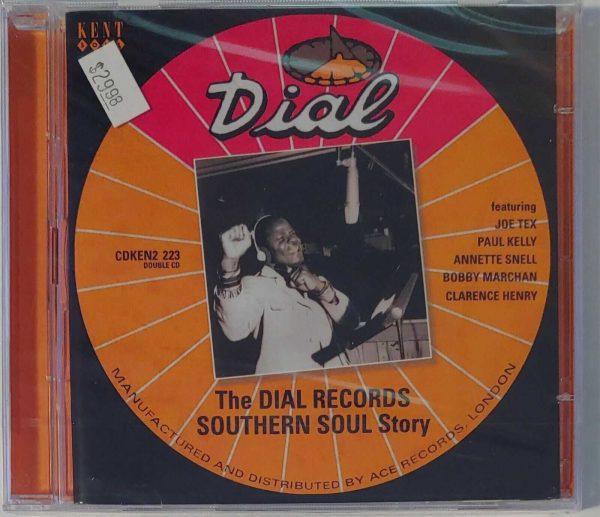 KENT
SOUL
$29.98
Dial
featuring
JOE TEX
PAUL KELLY
ANNETTE SNELL
BOBBY MARCHAN
CLARENCE HENRY
CDKEN2 223
DOUBLE CD
The DIAL RECORDS
SOUTHERN SOUL Story
MANUFACTURED AND DISTRIBUTED BY ACE RECORDS, LONDON